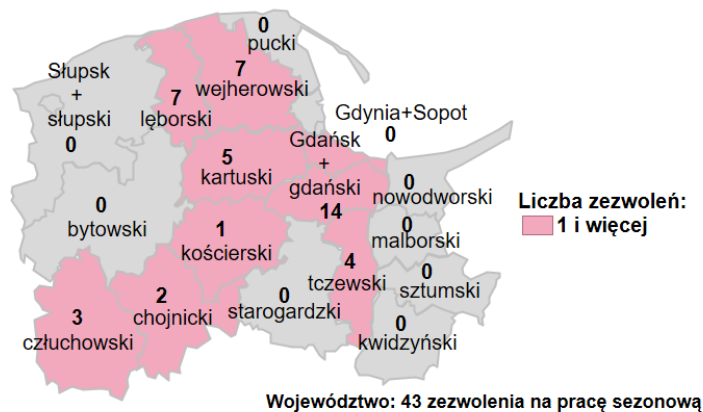 0
pucki
7
wejherowski
Słupsk
+
słupski
0
7
lęborski
Gdynia+Sopot
0
5
kartuski
Gdańsk
+
gdański
14
0
nowodworski
0
bytowski
1
kościerski
0
malborski
4
tczewski
0
sztumski
3
człuchowski
2
chojnicki
0
starogardzki
0
kwidzyński
Liczba zezwoleń:
1 i więcej
Województwo: 43 zezwolenia na pracę sezonową